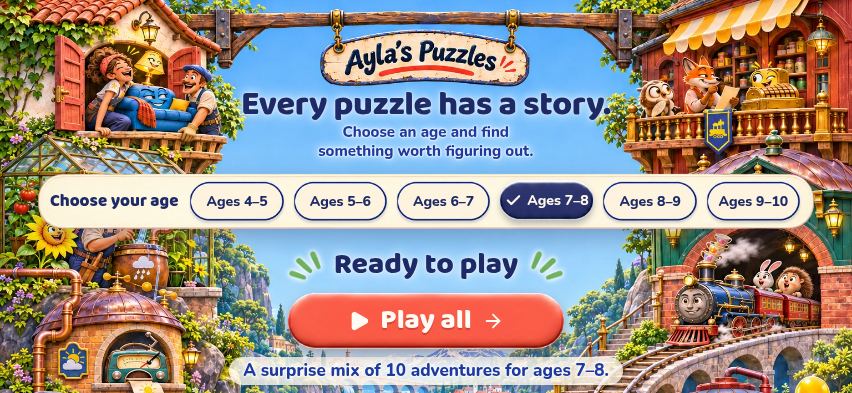 Ayla's Puzzles
Every puzzle has a story.
Choose an age and find
something worth figuring out.
Choose your age
Ages 4–5
Ages 5–6
Ages 6–7
Ages 7–8
Ages 8–9
Ages 9–10
Ready to play
Play all
A surprise mix of 10 adventures for ages 7–8.